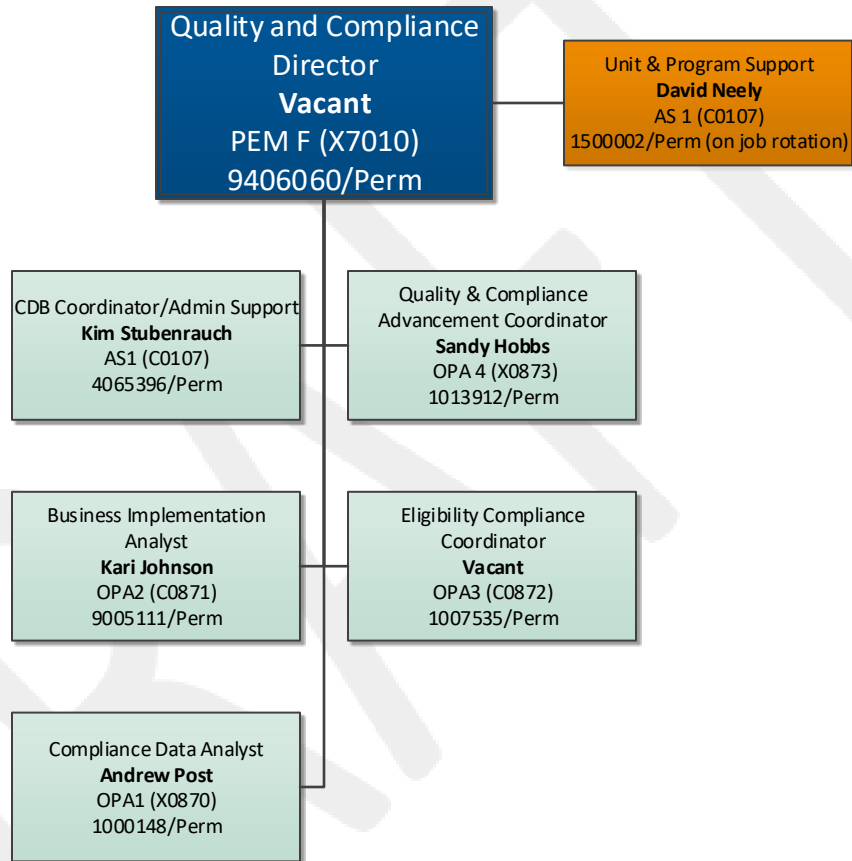 Quality and Compliance
Director
Vacant
PEM F (X7010)
9406060/Perm
Unit & Program Support
David Neely
AS 1 (C0107)
1500002/Perm (on job rotation)
CDB Coordinator/Admin Support
Kim Stubenrauch
AS1 (C0107)
4065396/Perm
Quality & Compliance
Advancement Coordinator
Sandy Hobbs
OPA 4 (X0873)
1013912/Perm
Business Implementation
Analyst
Kari Johnson
OPA2 (C0871)
9005111/Perm
Eligibility Compliance
Coordinator
Vacant
OPA3 (C0872)
1007535/Perm
Compliance Data Analyst
Andrew Post
OPA1 (X0870)
1000148/Perm